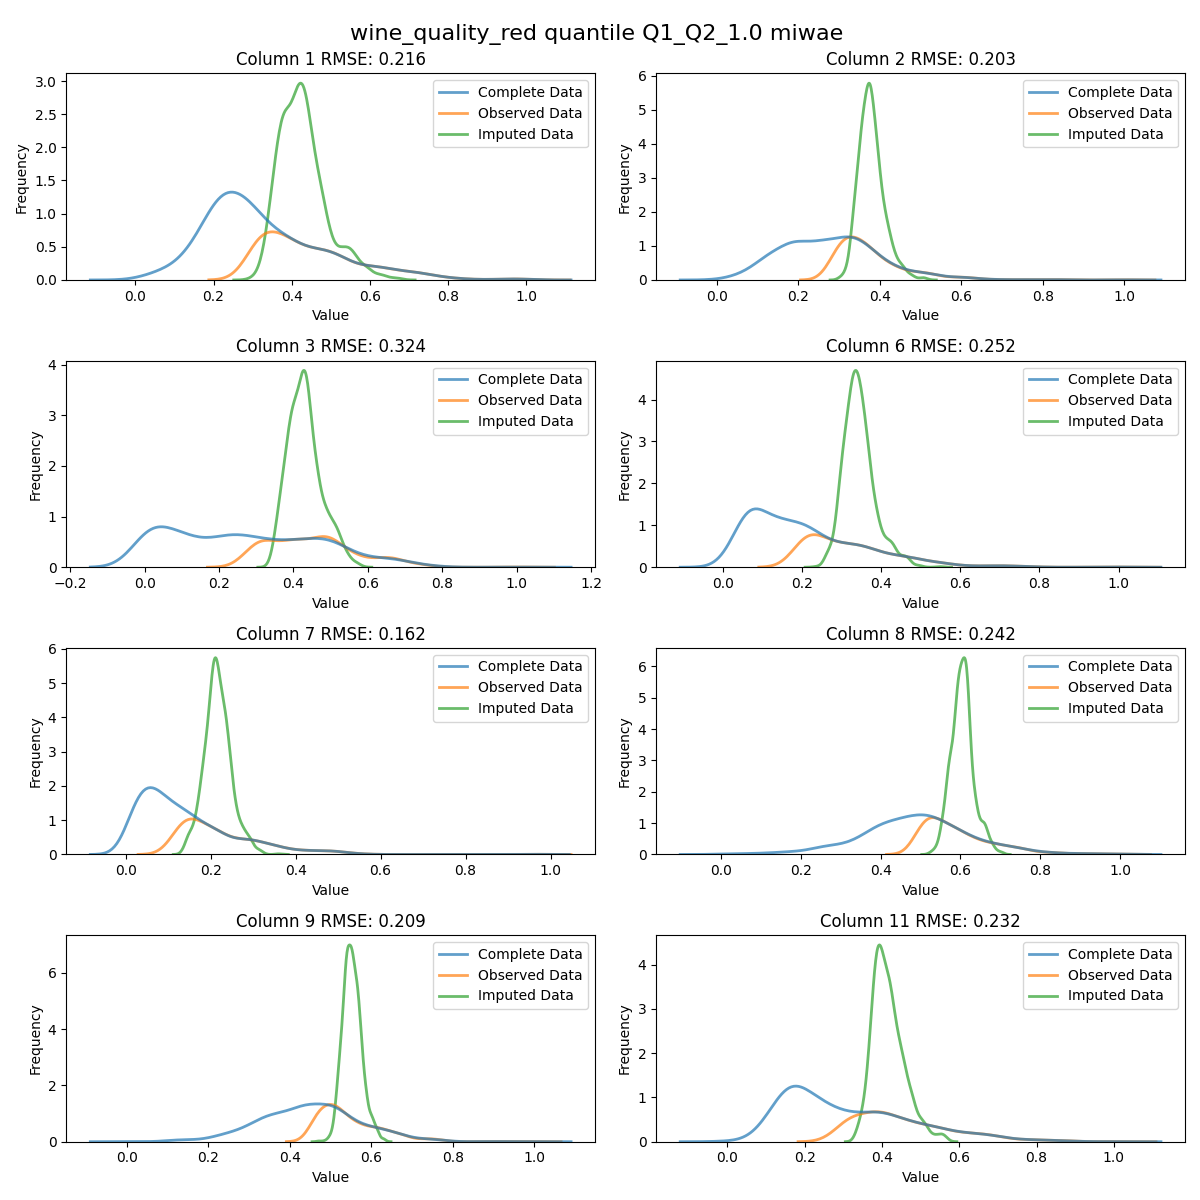 wine_quality_red quantile Q1_Q2_1.0 miwae
Column 1 RMSE: 0.216
3.0
2.5
2.0
1.5
1.0
0.5
0.0
Frequency
Complete Data
Observed Data
Imputed Data
0.0 0.2 0.4 0.6 0.8 1.0
Value
Column 2 RMSE: 0.203
6
5
4
3
2
1
0
Frequency
Complete Data
Observed Data
Imputed Data
0.0 0.2 0.4 0.6 0.8 1.0
Value
Column 3 RMSE: 0.324
4
3
2
1
0
Frequency
Complete Data
Observed Data
Imputed Data
−0.2 0.0 0.2 0.4 0.6 0.8 1.0 1.2
Value
Column 6 RMSE: 0.252
4
3
2
1
0
Frequency
Complete Data
Observed Data
Imputed Data
0.0 0.2 0.4 0.6 0.8 1.0
Value
Column 7 RMSE: 0.162
6
5
4
3
2
1
0
Frequency
Complete Data
Observed Data
Imputed Data
0.0 0.2 0.4 0.6 0.8 1.0
Value
Column 8 RMSE: 0.242
6
5
4
3
2
1
0
Frequency
Complete Data
Observed Data
Imputed Data
0.0 0.2 0.4 0.6 0.8 1.0
Value
Column 9 RMSE: 0.209
6
4
2
0
Frequency
Complete Data
Observed Data
Imputed Data
0.0 0.2 0.4 0.6 0.8 1.0
Value
Column 11 RMSE: 0.232
4
3
2
1
0
Frequency
Complete Data
Observed Data
Imputed Data
0.0 0.2 0.4 0.6 0.8 1.0
Value